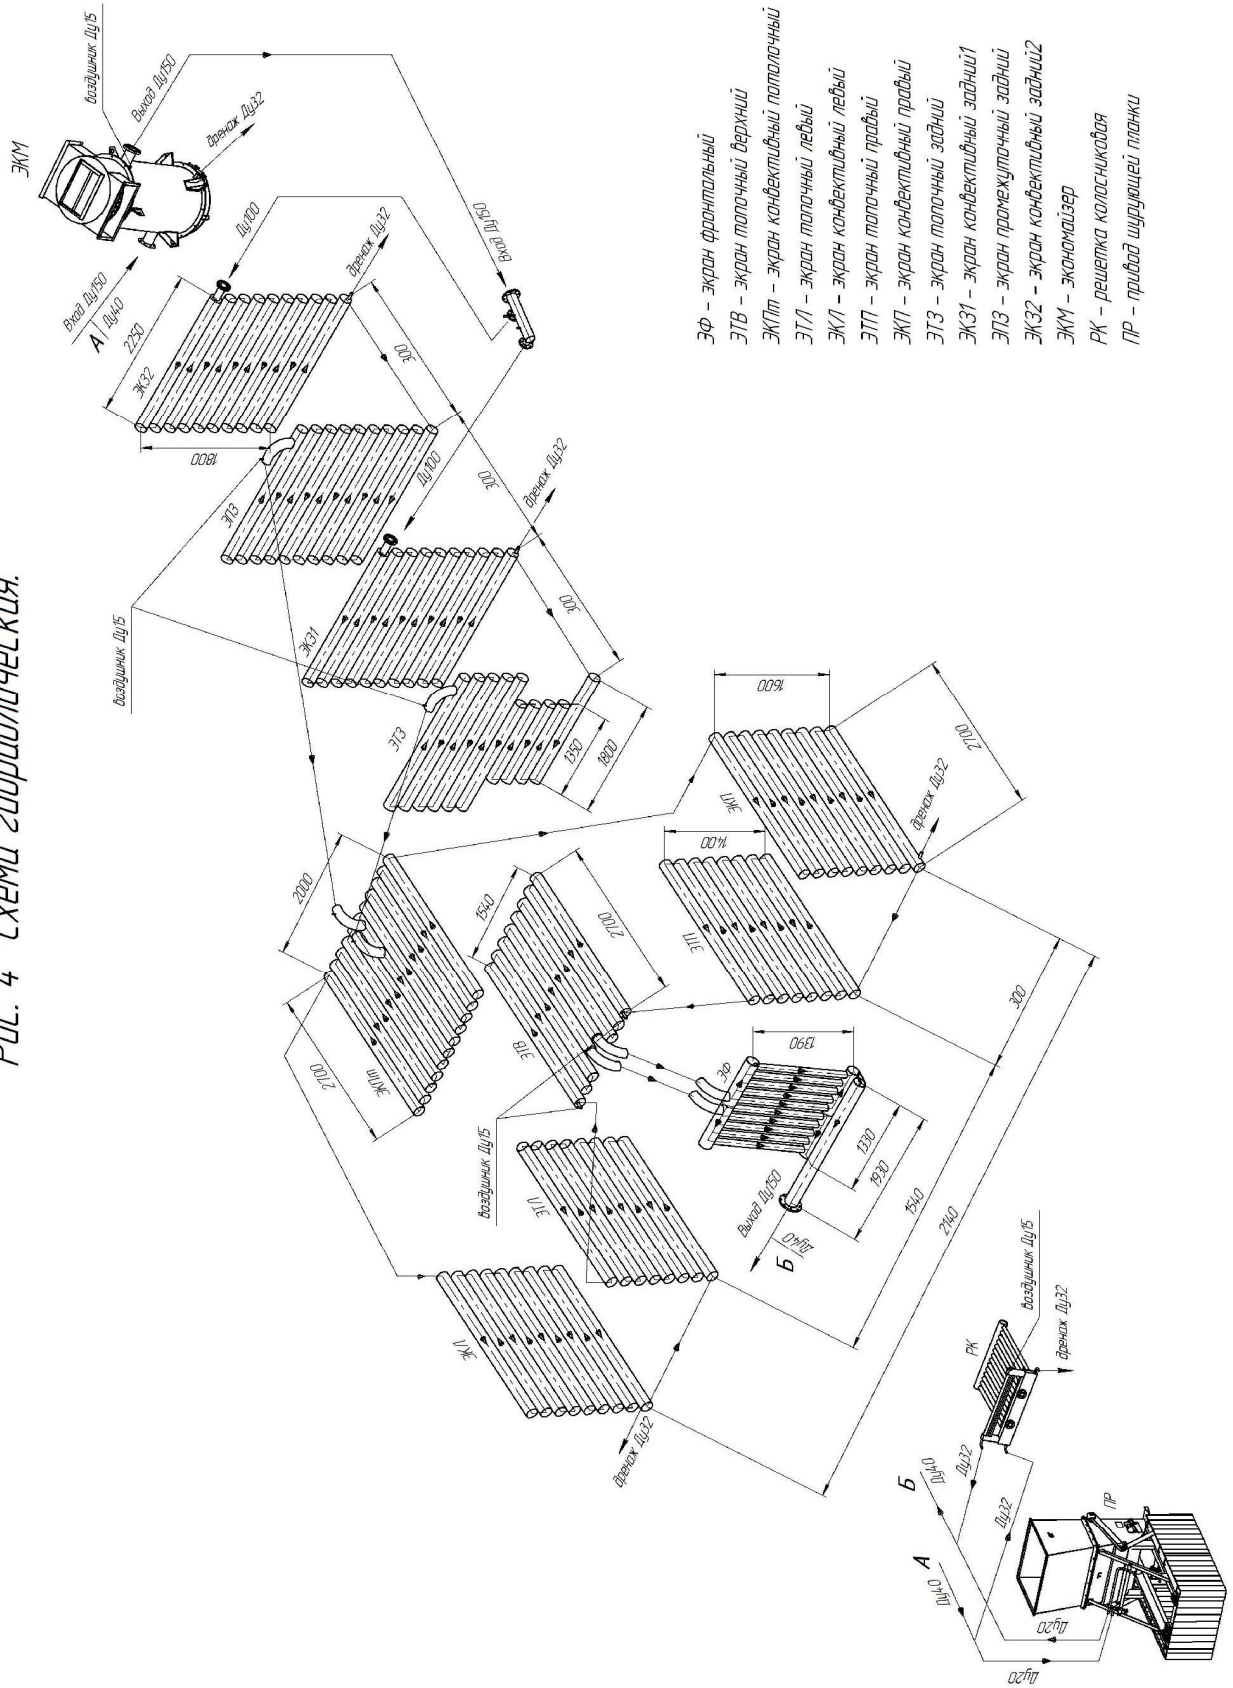 Рис. 4 Схема гидравлическая.
ЭКМ
воздушник Ду15
Выход Ду150
дренаж Ду32
Вход Ду150
А
Ду40
2250
ЭКЗ2
1800
Ду100
дренаж Ду32
Вход Ду150
300
ЭПЗ
Ду100
300
дренаж Ду32
воздушник Ду15
ЭКЗ1
300
ЭТЗ
1350
1800
2000
2700
ЭКПт
1540
2700
ЭТВ
1600
2700
ЭКП
дренаж Ду32
1400
ЭТП
300
1390
ЭФ
1330
1930
1540
2140
воздушник Ду15
Выход Ду150
Ду40
Б
ЭТЛ
ЭКЛ
дренаж Ду32
РК
воздушник Ду15
дренаж Ду32
Ду32
Ду32
Б
Ду40
А
Ду40
Ду20
Ду20
ПР
ЭФ – экран фронтальный
ЭТВ – экран топочный верхний
ЭКПт – экран конвективный потолочный
ЭТЛ – экран топочный левый
ЭКЛ – экран конвективный левый
ЭТП – экран топочный правый
ЭКП – экран конвективный правый
ЭТЗ – экран топочный задний
ЭКЗ1 – экран конвективный задний1
ЭПЗ – экран промежуточный задний
ЭКЗ2 – экран конвективный задний2
ЭКМ – экономайзер
РК – решетка колосниковая
ПР – привод шурующей планки